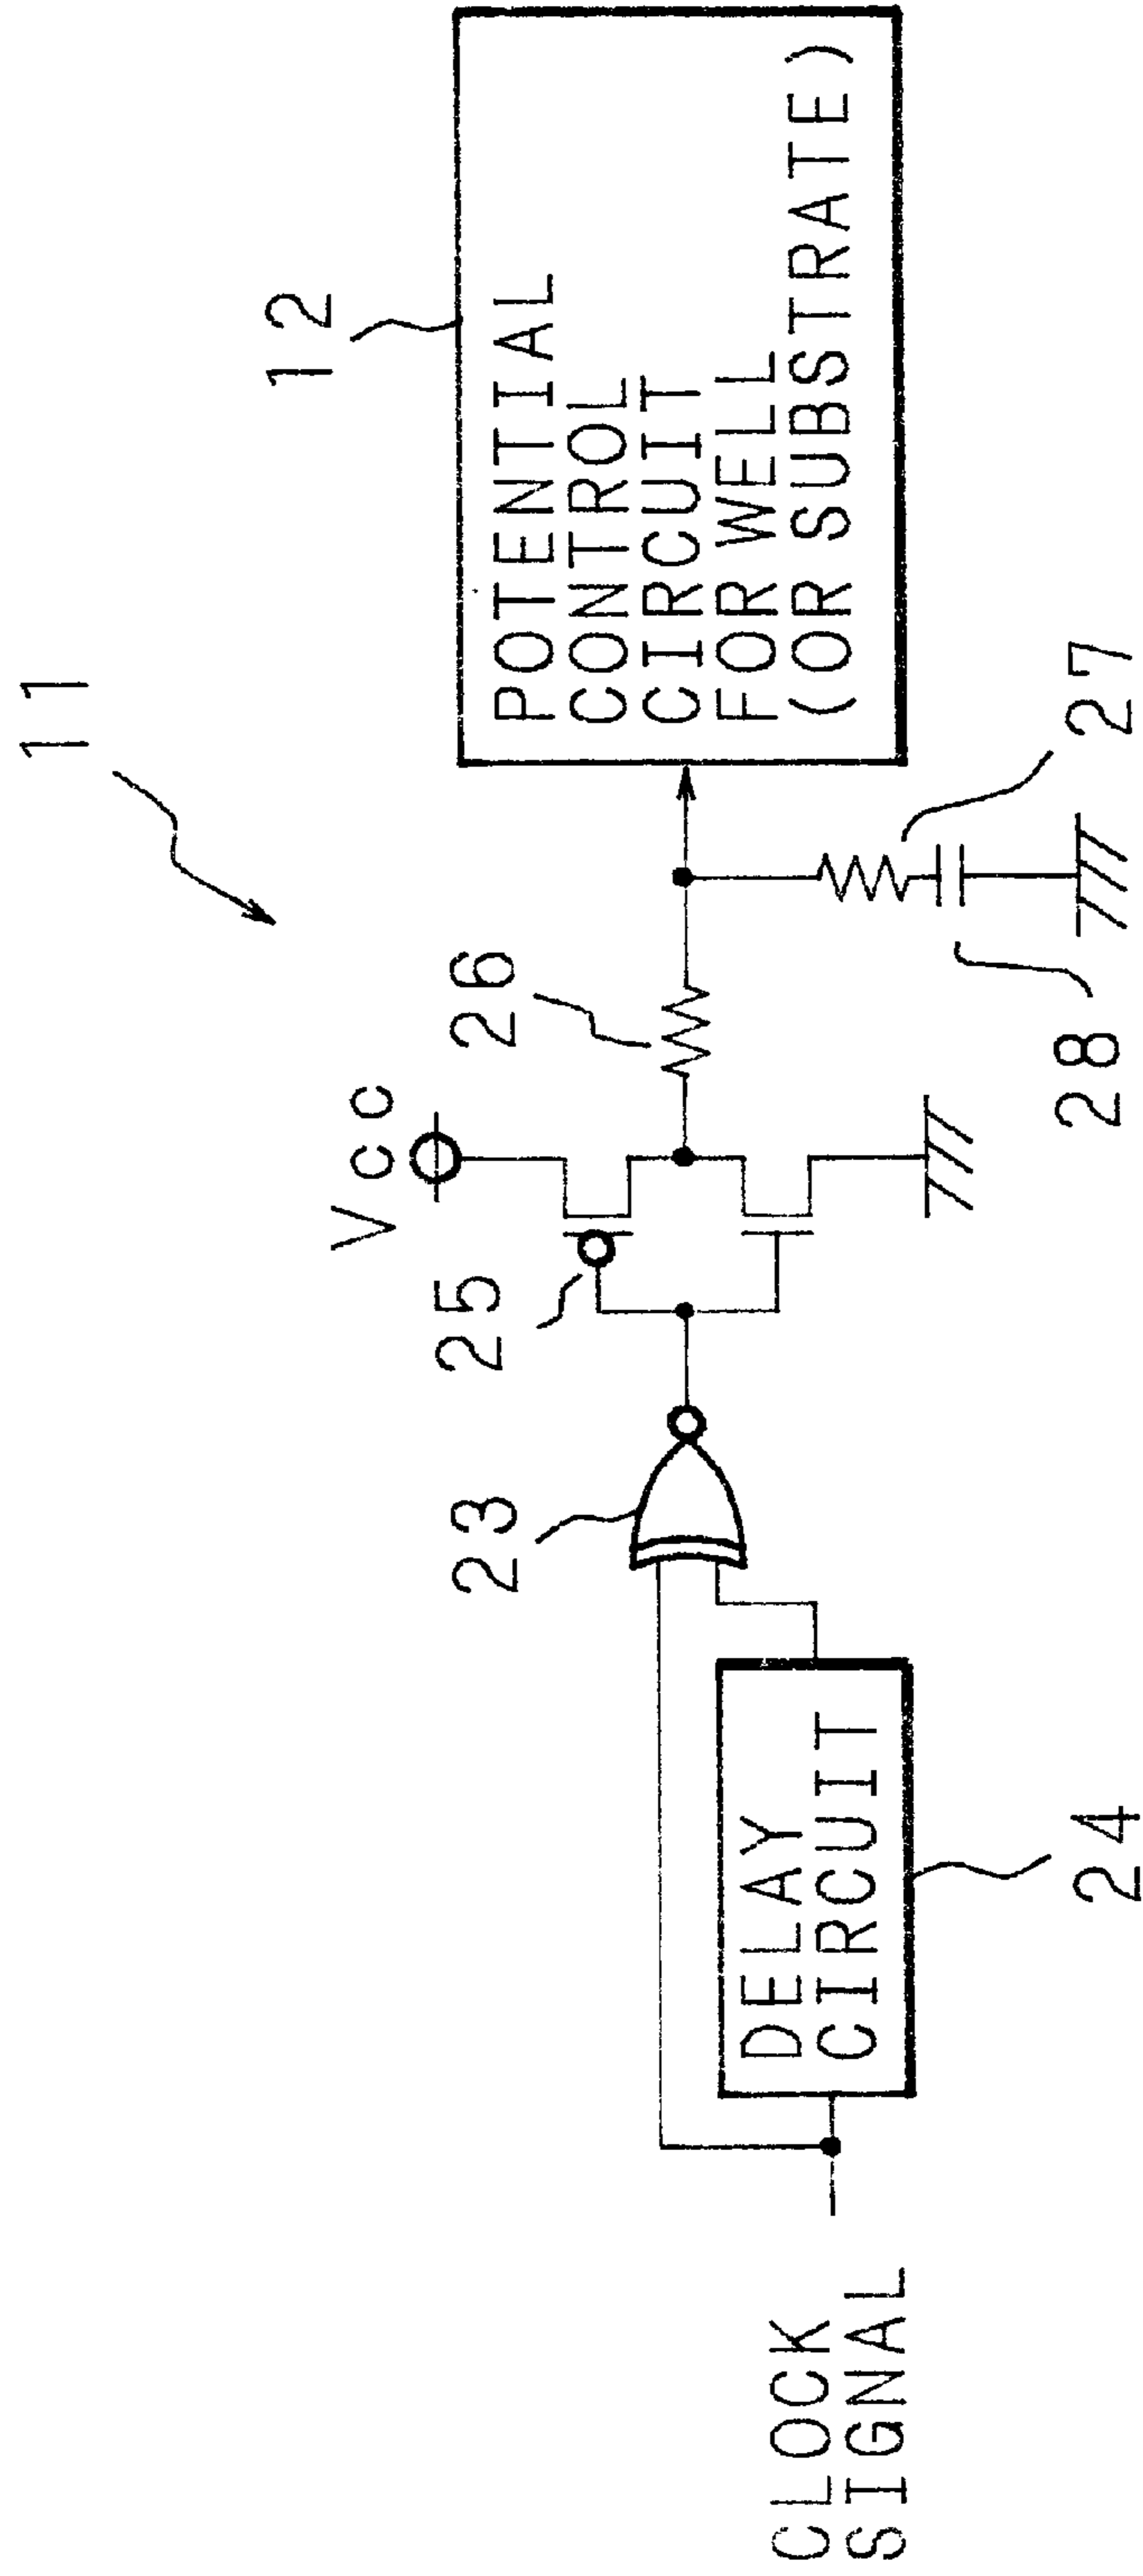 11
12
POTENTIAL
CONTROL
CIRCUIT
FOR WELL
(OR SUBSTRATE)
Vcc
25
26
23
27
28
DELAY
CIRCUIT
24
CLOCK
SIGNAL